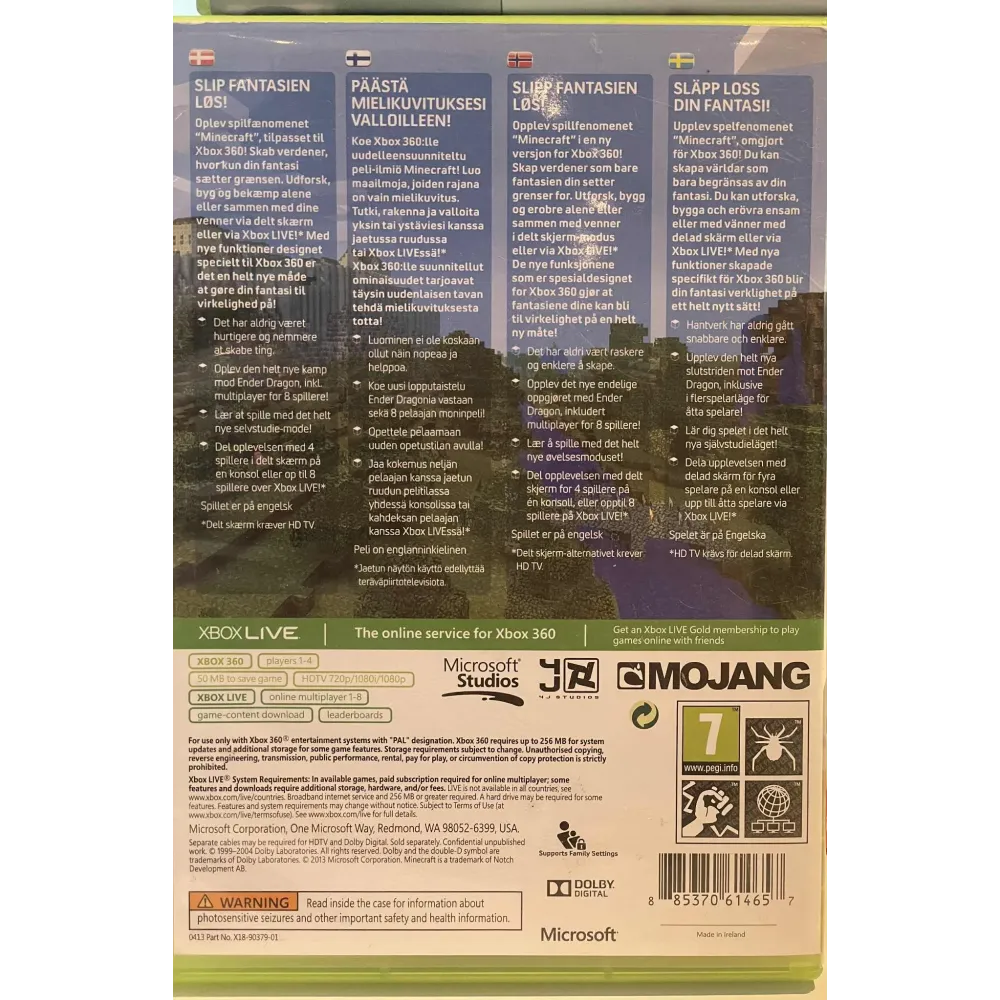 SLIP FANTASIEN
LØS!
Oplev spilfænomenet
"Minecraft", tilpasset til
Xbox 360! Skab verdener,
hvor kun din fantasi
sætter grænsen. Udforsk,
byg og bekæmp alene
eller sammen med dine
venner via delt skærm
eller via Xbox LIVE!* Med
nye funktioner designet
specielt til Xbox 360 er
det en helt nye måde
at gøre din fantasi til
virkelighed på!
Det har aldrig været
hurtigere og nemmere
at skabe ting.
Oplev den helt nye kamp
mod Ender Dragon, inkl.
multiplayer for 8 spillere!
Lær at spille med det helt
nye selvstudie-mode!
Del oplevelsen med 4
spillere i delt skærm på
en konsol eller op til 8
spillere over Xbox LIVE!*
Spillet er på engelsk
*Delt skærm kræver HD TV.
PÄÄSTÄ
MIELIKUVITUKSESI
VALLOILLEEN!
Koe Xbox 360:lle
uudelleensuunniteltu
peli-ilmiö Minecraft! Luo
maailmoja, joiden rajana
on vain mielikuvitus.
Tutki, rakenna ja valloita
yksin tai ystäviesi kanssa
jaetussa ruudussa
tai Xbox LIVEssä!*
Xbox 360:lle suunnitellut
ominaisuudet tarjoavat
täysin uudenlaisen tavan
tehdä mielikuvituksesta
totta!
Luominen ei ole koskaan
ollut näin nopeaa ja
helppoa.
Koe uusi lopputaistelu
Ender Dragonia vastaan
sekä 8 pelaajan moninpeli!
Opettele pelaamaan
uuden opetustilan avulla!
Jaa kokemus neljän
pelaajan kanssa jaetun
ruudun pelitilassa
yhdessä konsolissa tai
kahdeksan pelaajan
kanssa Xbox LIVEssä!*
Peli on englanninkielinen
*Jaetun näytön käyttö edellyttää
teräväpiirtotelevisiota.
SLIPP FANTASIEN
LØS!
Opplev spillfenomenet
"Minecraft" i en ny
versjon for Xbox 360!
Skap verdener som bare
fantasien din setter
grenser for. Utforsk, bygg
og erobre alene eller
sammen med venner
i delt skjerm-modus
eller via Xbox LIVE!*
De nye funksjonene
som er spesialdesignet
for Xbox 360 gjør at
fantasiene dine kan bli
til virkelighet på en helt
ny måte!
Det har aldri vært raskere
og enklere å skape.
Opplev det nye endelige
oppgjøret med Ender
Dragon, inkludert
multiplayer for 8 spillere!
Lær å spille med det helt
nye øvelsesmoduset!
Del opplevelsen med delt
skjerm for 4 spillere på
én konsoll, eller opptil 8
spillere på Xbox LIVE!*
Spillet er på engelsk
*Delt skjerm-alternativet krever
HD TV.
SLÄPP LOSS
DIN FANTASI!
Upplev spelfenomenet
"Minecraft", omgjort
för Xbox 360! Du kan
skapa världar som
bara begränsas av din
fantasi. Du kan utforska,
bygga och erövra ensam
eller med vänner med
delad skärm eller via
Xbox LIVE!* Med nya
funktioner skapade
specifikt för Xbox 360 blir
din fantasi verklighet på
ett helt nytt sätt!
Hantverk har aldrig gått
snabbare och enklare.
Upplev den helt nya
slutstriden mot Ender
Dragon, inklusive
i flerspelarläge för
åtta spelare!
Lär dig spelet i det helt
nya självstudieläget!
Dela upplevelsen med
delad skärm för fyra
spelare på en konsol eller
upp till åtta spelare via
Xbox LIVE!*
Spelet är på Engelska
*HD TV krävs för delad skärm.
XBOX LIVE
The online service for Xbox 360
Get an Xbox LIVE Gold membership to play
games online with friends
XBOX 360 players 1-4
50 MB to save game HDTV 720p/1080i/1080p
XBOX LIVE online multiplayer 1-8
game-content download leaderboards
Microsoft®
Studios
4J STUDIOS
MOJANG
For use only with Xbox 360® entertainment systems with "PAL" designation. Xbox 360 requires up to 256 MB for system
updates and additional storage for some game features. Storage requirements subject to change. Unauthorised copying,
reverse engineering, transmission, public performance, rental, pay for play, or circumvention of copy protection is strictly
prohibited.
Xbox LIVE® System Requirements: In available games, paid subscription required for online multiplayer; some
features and downloads require additional storage, hardware, and/or fees. LIVE is not available in all countries, see
www.xbox.com/live/countries. Broadband internet service and 256 MB or greater required. A hard drive may be required for some
features. Features and system requirements may change without notice. Subject to Terms of Use (at
www.xbox.com/live/termsofuse). See www.xbox.com/live for full details.
Microsoft Corporation, One Microsoft Way, Redmond, WA 98052-6399, USA.
Separate cables may be required for HDTV and Dolby Digital. Sold separately. Confidential unpublished
work. © 1999–2004 Dolby Laboratories. All rights reserved. Dolby and the double-D symbol are
trademarks of Dolby Laboratories. © 2013 Microsoft Corporation. Minecraft is a trademark of Notch
Development AB.
7
www.pegi.info
Supports Family Settings
DOLBY
DIGITAL
8 85370 61465 7
WARNING Read inside the case for information about
photosensitive seizures and other important safety and health information.
0413 Part No. X18-90379-01
Microsoft®
Made in Ireland